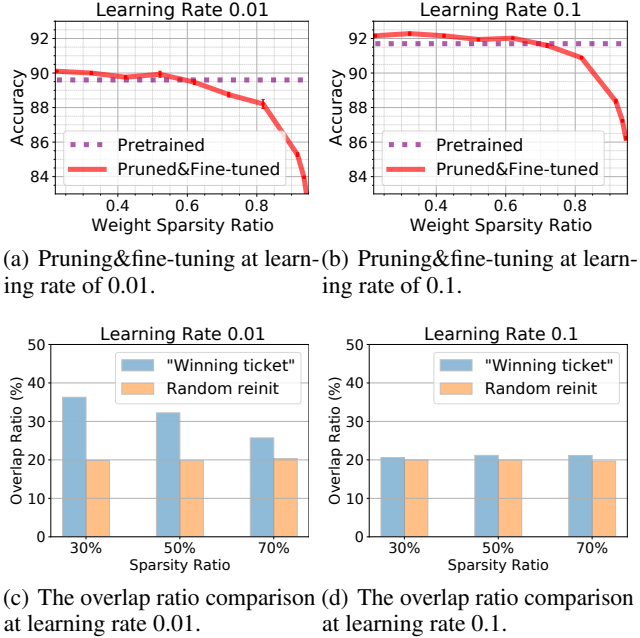 Learning Rate 0.01
Accuracy
92
90
88
86
84
Pretrained
Pruned&Fine-tuned
0.4 0.6 0.8
Weight Sparsity Ratio
(a) Pruning&fine-tuning at learn-
ing rate of 0.01.
Learning Rate 0.1
Accuracy
92
90
88
86
84
Pretrained
Pruned&Fine-tuned
0.4 0.6 0.8
Weight Sparsity Ratio
(b) Pruning&fine-tuning at learn-
ing rate of 0.1.
Learning Rate 0.01
Overlap Ratio (%)
50
40
30
20
10
0
"Winning ticket"
Random reinit
30% 50% 70%
Sparsity Ratio
(c) The overlap ratio comparison
at learning rate 0.01.
Learning Rate 0.1
Overlap Ratio (%)
50
40
30
20
10
0
"Winning ticket"
Random reinit
30% 50% 70%
Sparsity Ratio
(d) The overlap ratio comparison
at learning rate 0.1.